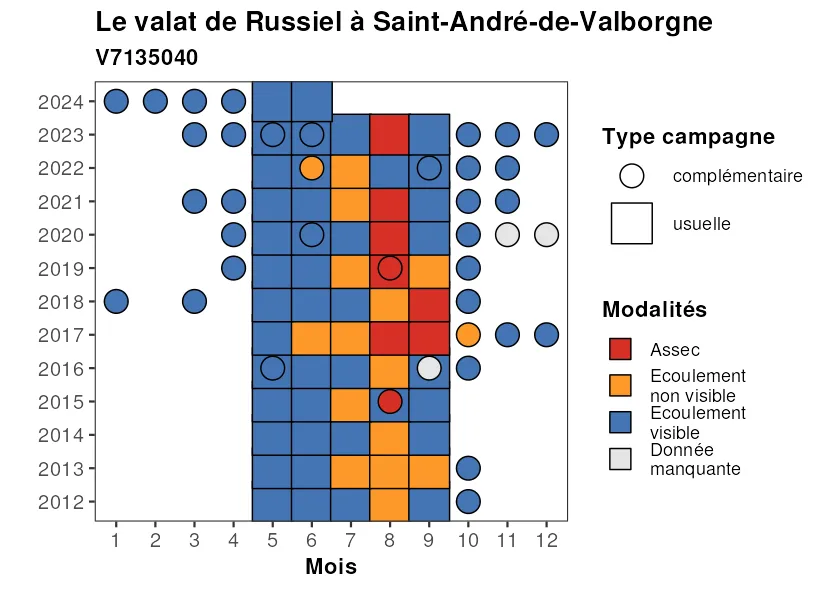 Le valat de Russiel à Saint-André-de-Valborgne
V7135040
2024
2023
2022
2021
2020
2019
2018
2017
2016
2015
2014
2013
2012
1 2 3 4 5 6 7 8 9 10 11 12
Mois
Type campagne
complémentaire
usuelle
Modalités
Assec
Ecoulement
non visible
Ecoulement
visible
Donnée
manquante